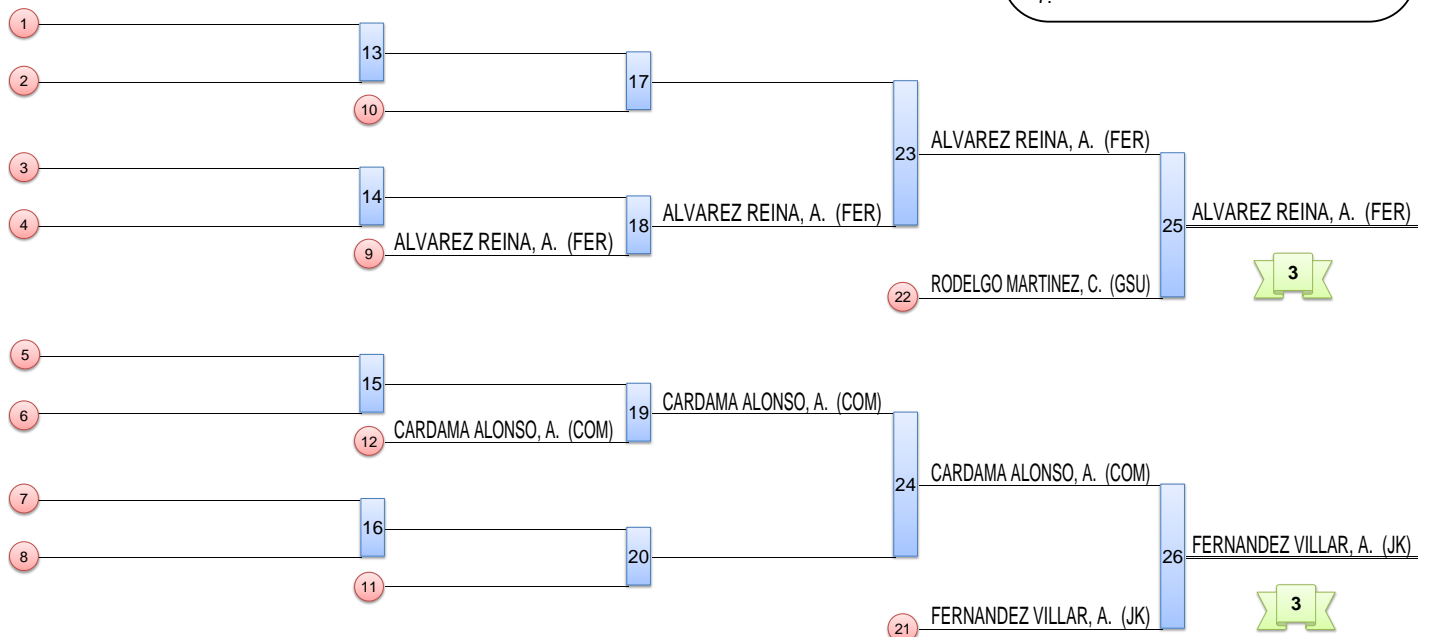 1
13
2
17
10
3
14
4
9
ALVAREZ REINA, A. (FER)
18
ALVAREZ REINA, A. (FER)
23
ALVAREZ REINA, A. (FER)
22
RODELGO MARTINEZ, C. (GSU)
25
ALVAREZ REINA, A. (FER)
3
5
15
6
12
CARDAMA ALONSO, A. (COM)
19
CARDAMA ALONSO, A. (COM)
7
16
8
11
20
24
CARDAMA ALONSO, A. (COM)
21
FERNANDEZ VILLAR, A. (JK)
26
FERNANDEZ VILLAR, A. (JK)
3